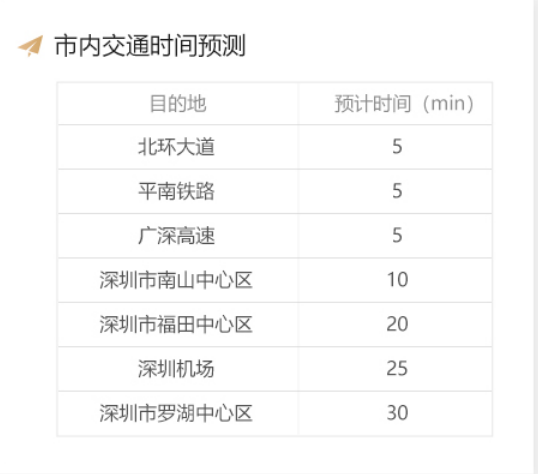 市内交通时间预测
目的地 预计时间（min）
北环大道 5
平南铁路 5
广深高速 5
深圳市南山中心区 10
深圳市福田中心区 20
深圳机场 25
深圳市罗湖中心区 30